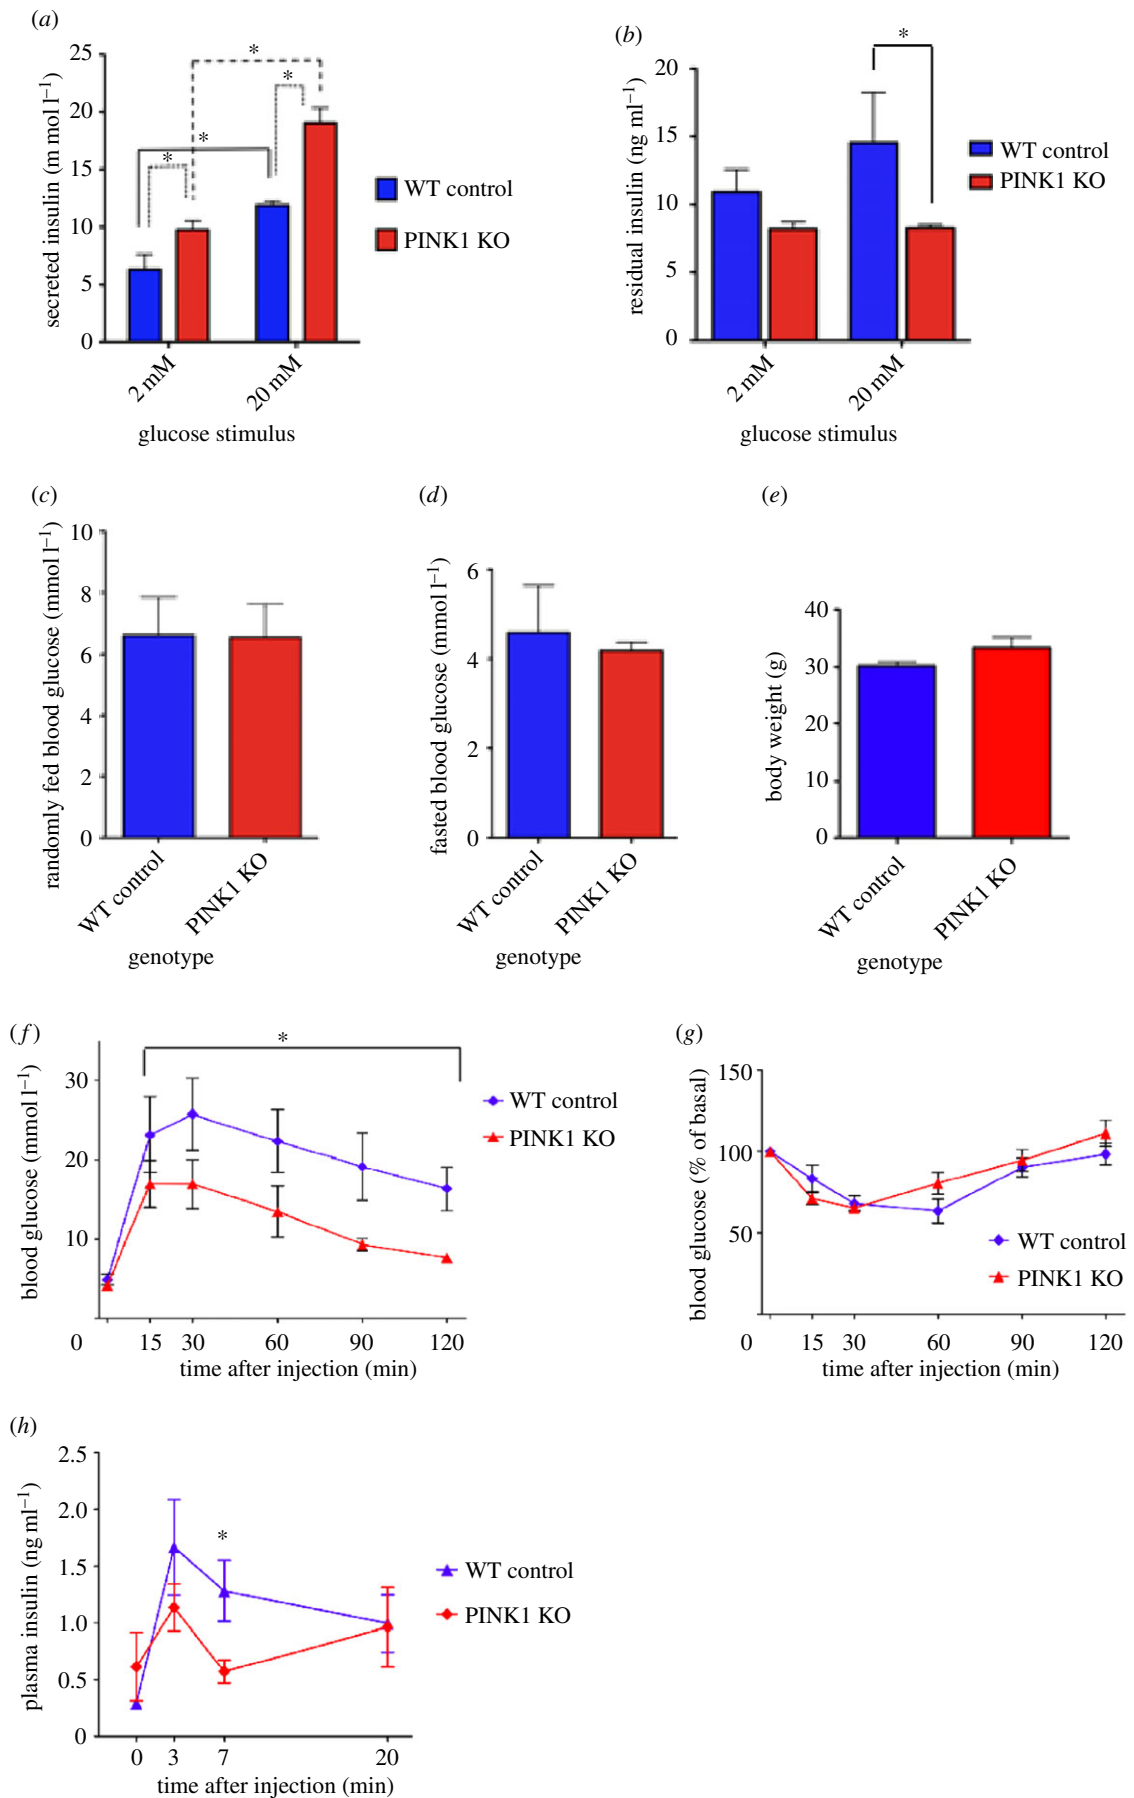 (a)
secreted insulin (m mol l⁻¹)
25
20
15
10
5
0
*
*
*
*
2 mM
20 mM
glucose stimulus
WT control
PINK1 KO
(b)
residual insulin (ng ml⁻¹)
20
15
10
5
0
*
2 mM
20 mM
glucose stimulus
WT control
PINK1 KO
(c)
randomly fed blood glucose (mmol l⁻¹)
10
8
6
4
2
0
WT control
PINK1 KO
genotype
(d)
fasted blood glucose (mmol l⁻¹)
6
4
2
0
WT control
PINK1 KO
genotype
(e)
body weight (g)
40
30
20
10
0
WT control
PINK1 KO
genotype
(f)
blood glucose (mmol l⁻¹)
30
20
10
*
0 15 30 60 90 120
time after injection (min)
WT control
PINK1 KO
(g)
blood glucose (% of basal)
150
100
50
0 15 30 60 90 120
time after injection (min)
WT control
PINK1 KO
(h)
plasma insulin (ng ml⁻¹)
2.5
2.0
1.5
1.0
0.5
0
*
0 3 7 20
time after injection (min)
WT control
PINK1 KO